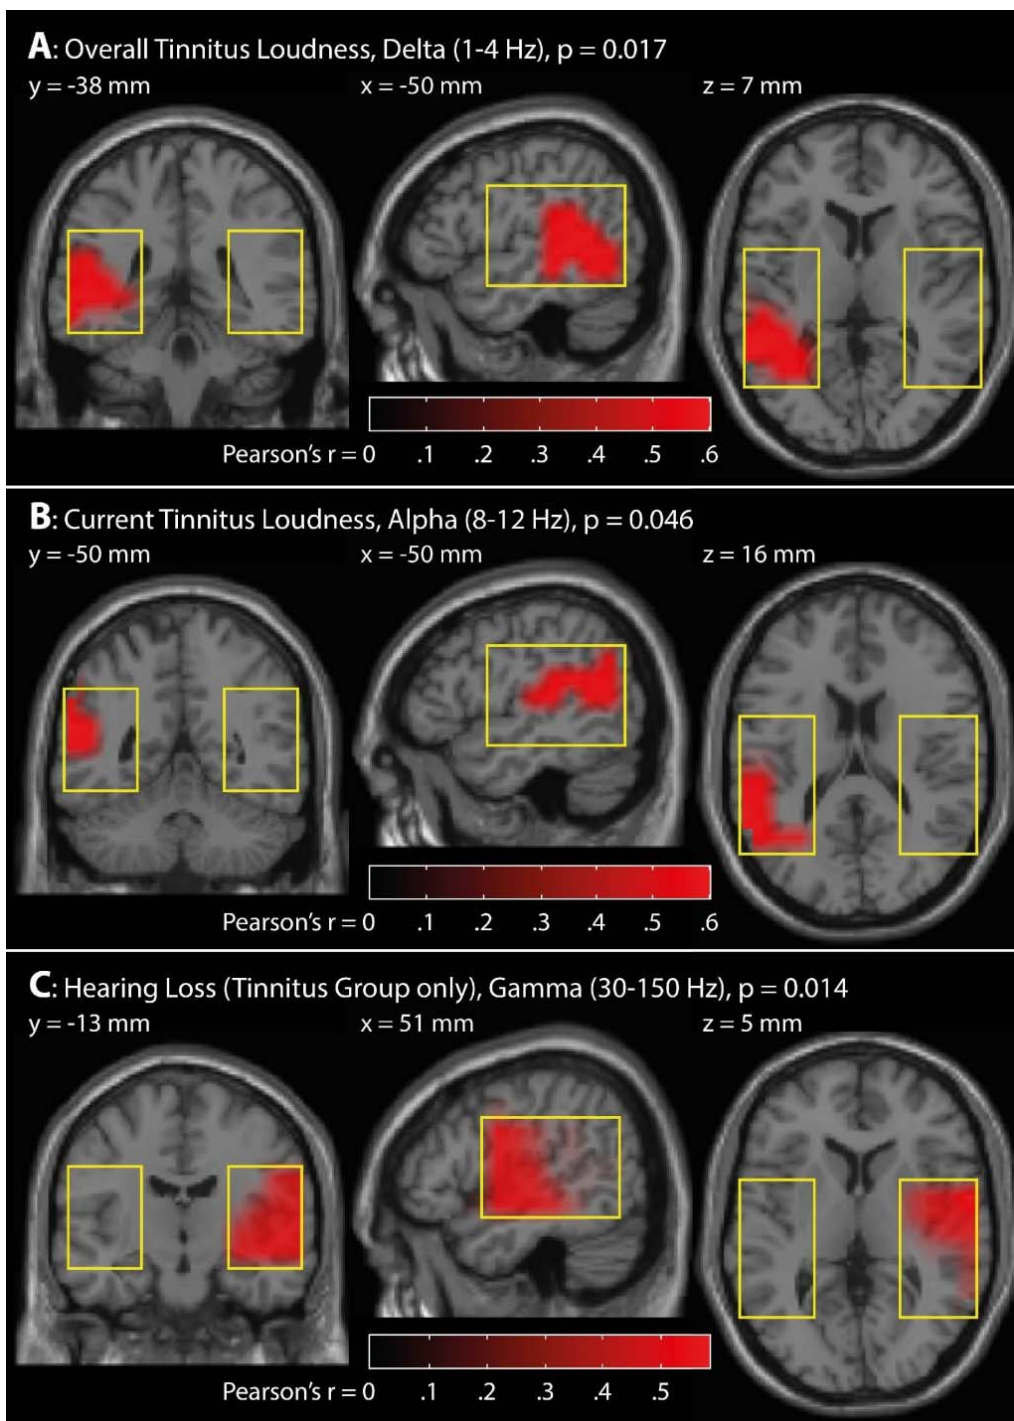 A: Overall Tinnitus Loudness, Delta (1-4 Hz), p = 0.017
y = -38 mm x = -50 mm z = 7 mm
Pearson's r = 0 .1 .2 .3 .4 .5 .6
B: Current Tinnitus Loudness, Alpha (8-12 Hz), p = 0.046
y = -50 mm x = -50 mm z = 16 mm
Pearson's r = 0 .1 .2 .3 .4 .5 .6
C: Hearing Loss (Tinnitus Group only), Gamma (30-150 Hz), p = 0.014
y = -13 mm x = 51 mm z = 5 mm
Pearson's r = 0 .1 .2 .3 .4 .5